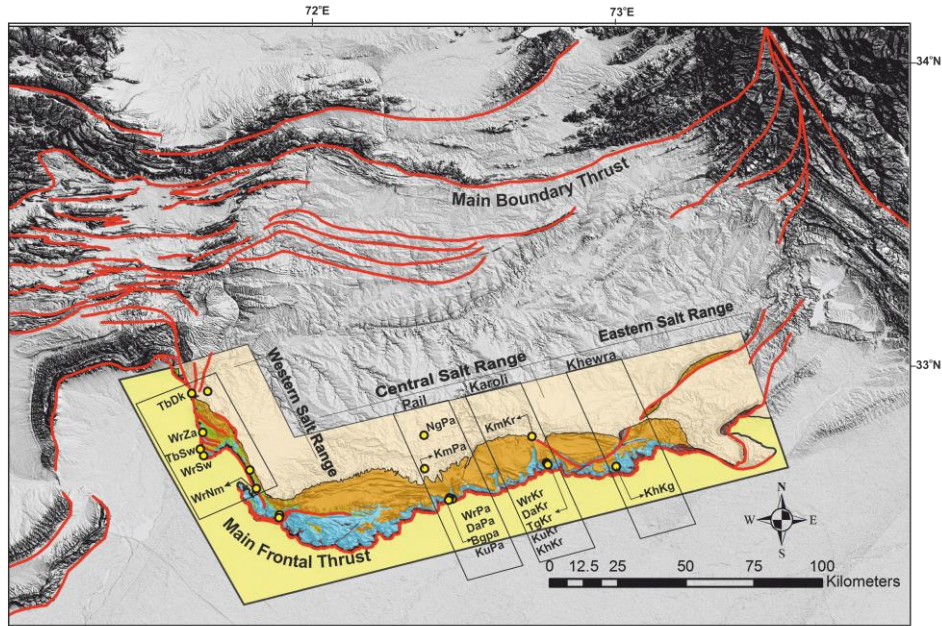 72°E
73°E
34°N
Main Boundary Thrust
33°N
Eastern Salt Range
Central Salt Range
Western Salt Range
Khewra
Karoli
Pail
TbDk
NgPa
KmKr
WrZa
KmPa
TbSw
WrSw
WrNm
KhKg
WrPa
DaPa
Bgpa
KuPa
WrKr
DaKr
TgKr
KuKr
KhKr
Main Frontal Thrust
N
W
E
S
0 12.5 25 50 75 100
Kilometers